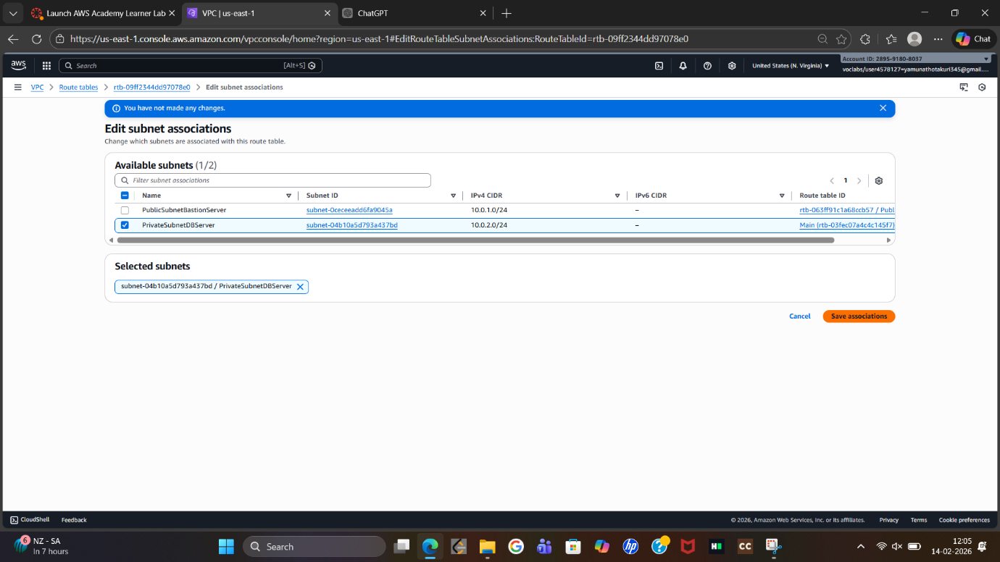 Launch AWS Academy Learner Lab
VPC | us-east-1
ChatGPT
https://us-east-1.console.aws.amazon.com/vpcconsole/home?region=us-east-1#EditRouteTableSubnetAssociations:RouteTableId=rtb-09ff2344dd97078e0
Chat
aws
Search
[Alt+S]
United States (N. Virginia)
Account ID: 2895-9180-8037
voclabs/user4578127=yamunathotakuri345@gmail....
VPC
Route tables
rtb-09ff2344dd97078e0
Edit subnet associations
You have not made any changes.
Edit subnet associations
Change which subnets are associated with this route table.
Available subnets (1/2)
Filter subnet associations
1
Name Subnet ID IPv4 CIDR IPv6 CIDR Route table ID
PublicSubnetBastionServer subnet-0ceceeadd6fa9045a 10.0.1.0/24 – rtb-063ff91c1a68ccb57 / Publ
PrivateSubnetDBServer subnet-04b10a5d793a437bd 10.0.2.0/24 – Main (rtb-03fec07a4c4c145f7)
Selected subnets
subnet-04b10a5d793a437bd / PrivateSubnetDBServer
Cancel
Save associations
CloudShell
Feedback
© 2026, Amazon Web Services, Inc. or its affiliates.
Privacy
Terms
Cookie preferences
6
NZ - SA
In 7 hours
Search
hp
CC
12:05
14-02-2026